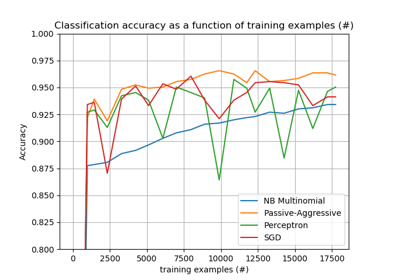 Classification accuracy as a function of training examples (#)
1.000
0.975
0.950
0.925
0.900
0.875
0.850
0.825
0.800
Accuracy
NB Multinomial
Passive-Aggressive
Perceptron
SGD
0 2500 5000 7500 10000 12500 15000 17500
training examples (#)